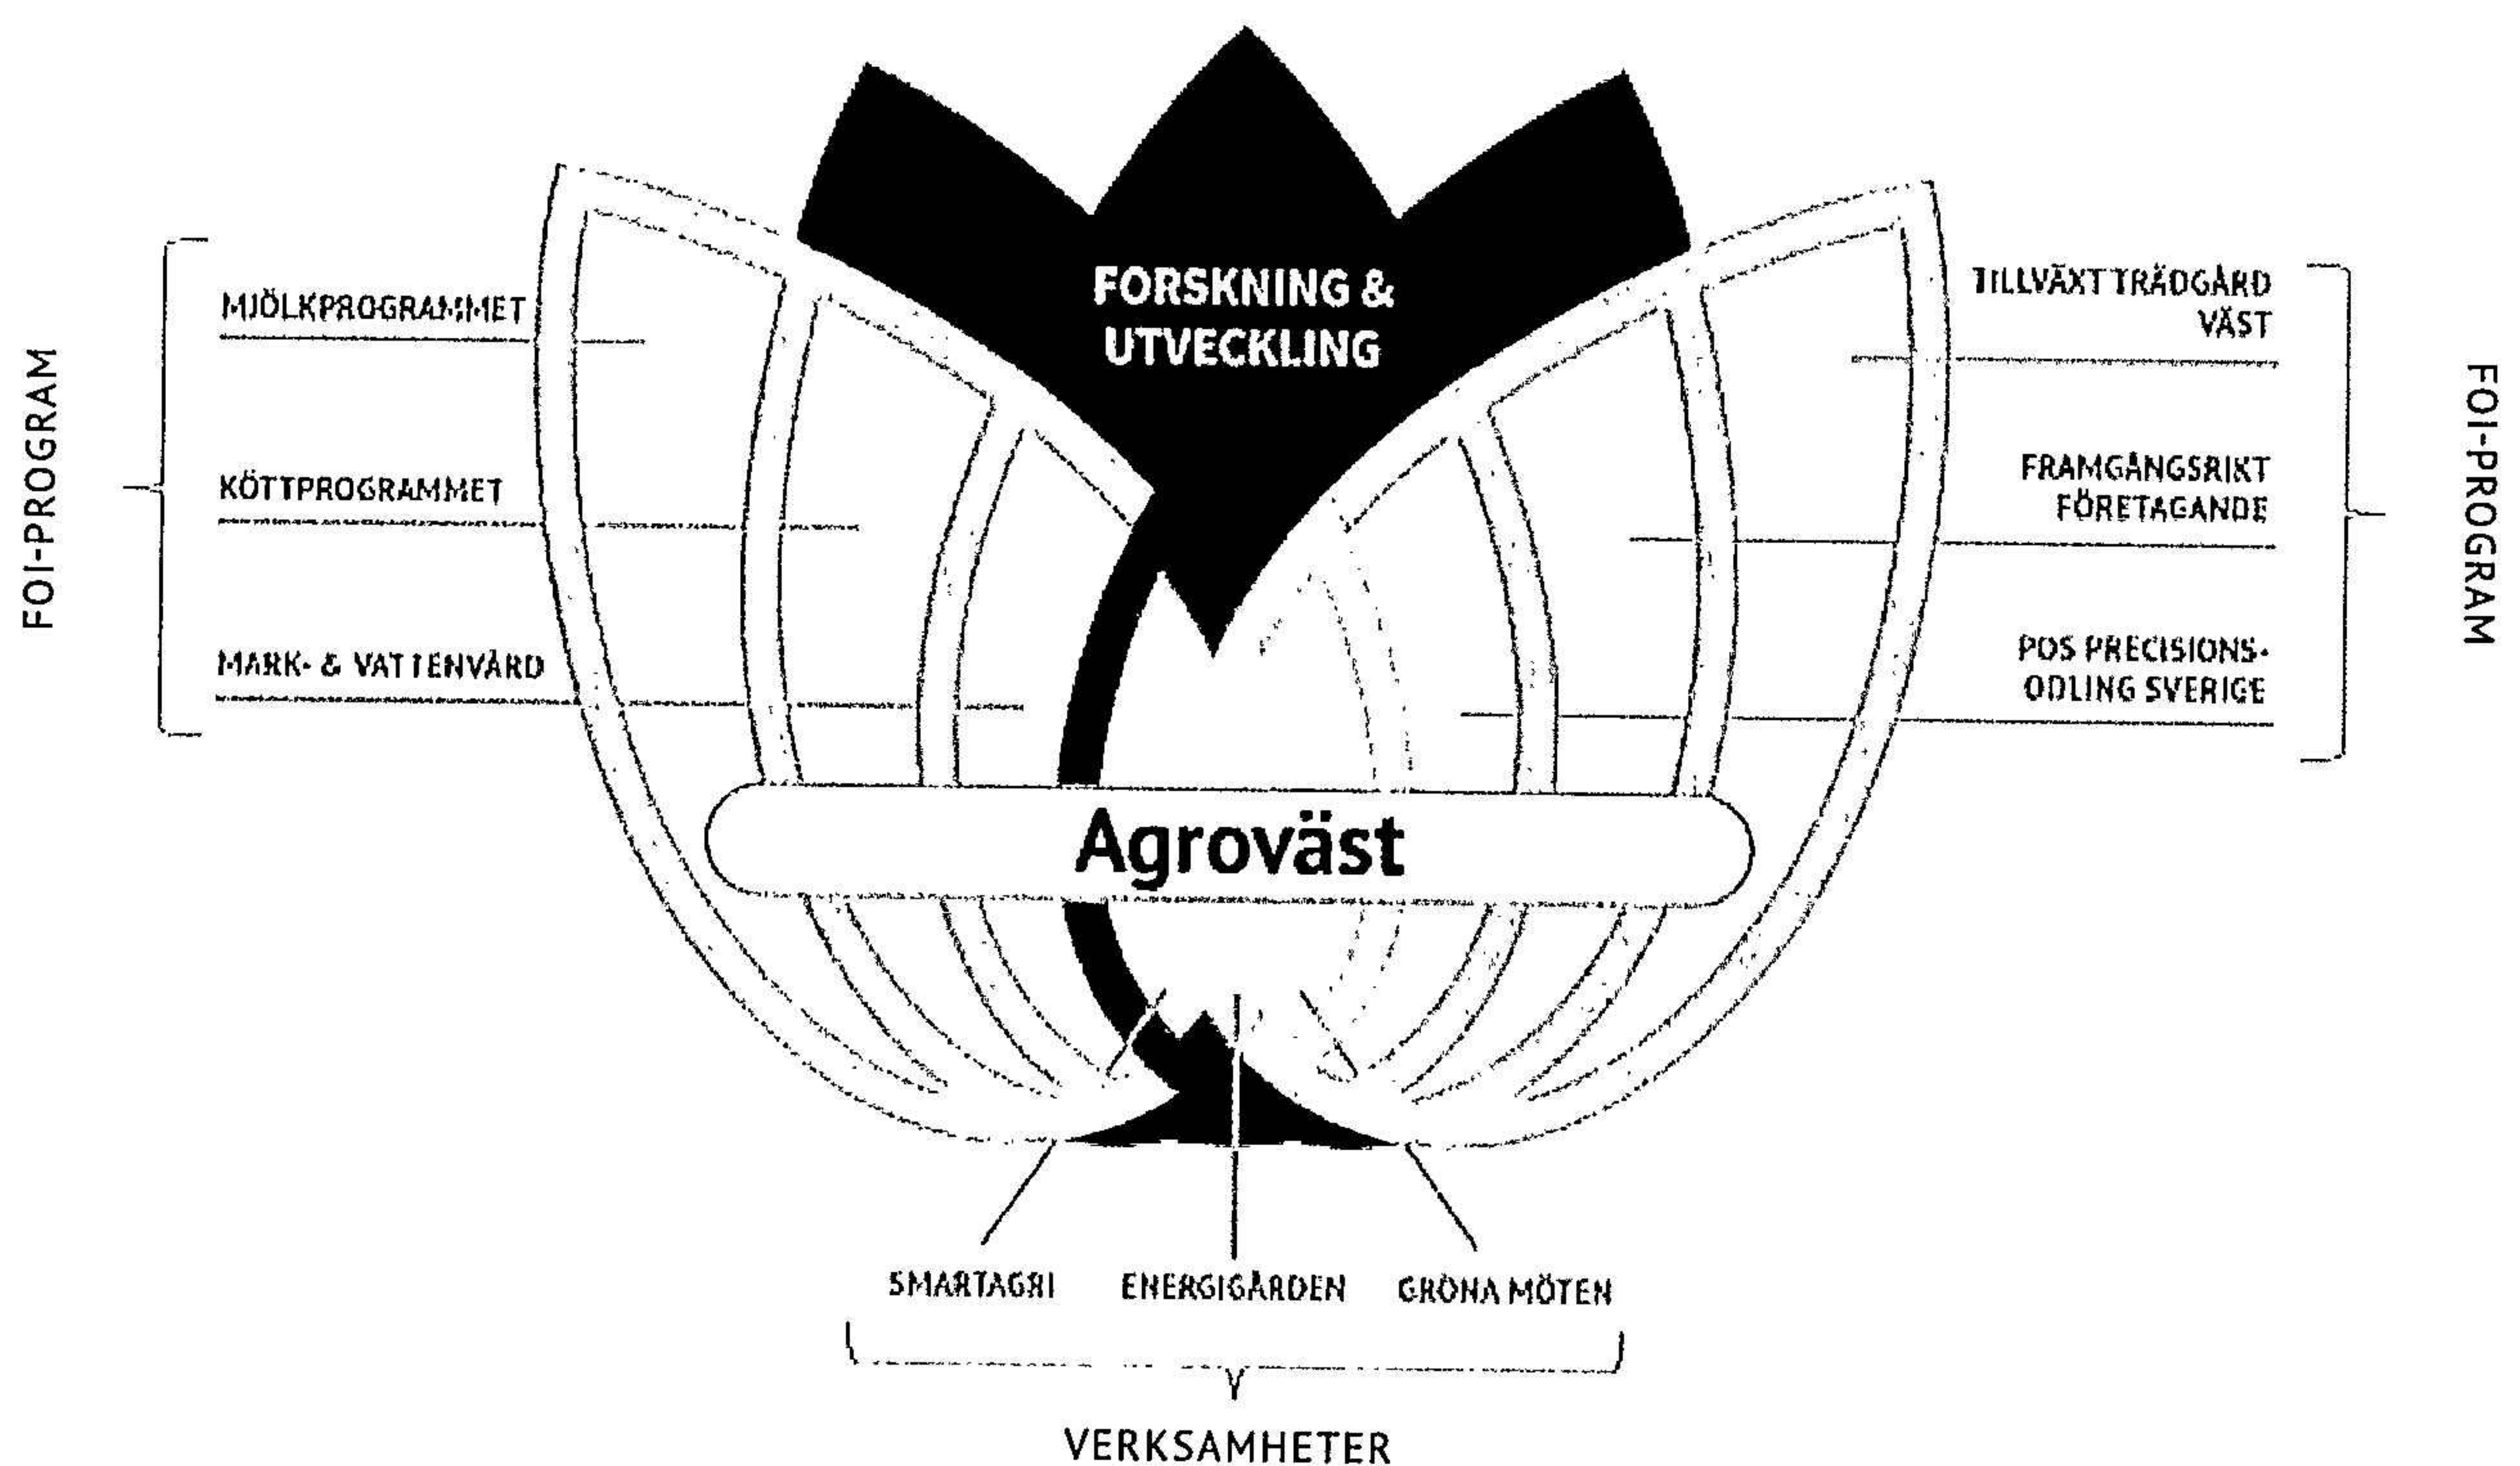 FORSKNING &
UTVECKLING
FOI-PROGRAM
MJÖLKPROGRAMMET
KÖTTPROGRAMMET
MARK- & VATTENVÅRD
TILLVÄXT TRÄDGÅRD
VÄST
FRAMGÅNGSRIKT
FÖRETAGANDE
POS PRECISIONS-
ODLING SVERIGE
FOI-PROGRAM
Agroväst
SMARTAGRI
ENERGIGÅRDEN
GRÖNA MÖTEN
VERKSAMHETER